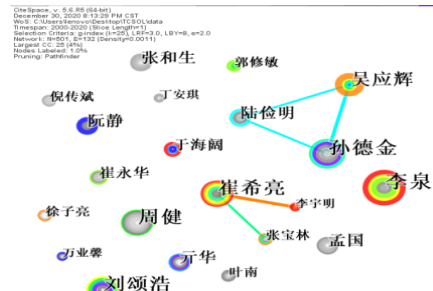 CiteSpace, v. 5.6.R5 (64-bit)
December 30, 2020 8:13:29 PM CST
WoS: C:\Users\lenovo\Desktop\TCSOL\data
Timespan: 2000-2020 (Slice Length=1)
Selection Criteria: g-index (k=25), LRF=3.0, LBY=8, e=2.0
Network: N=501, E=132 (Density=0.0011)
Largest CC: 25 (4%)
Nodes Labeled: 1.0%
Pruning: Pathfinder
张和生
郭修敏
吴应辉
倪传斌
丁安琪
陆俭明
阮静
于海阔
孙德金
崔永华
崔希亮
李泉
李宇明
徐子亮
周健
张宝林
孟国
万业馨
亓华
叶南
刘颂浩